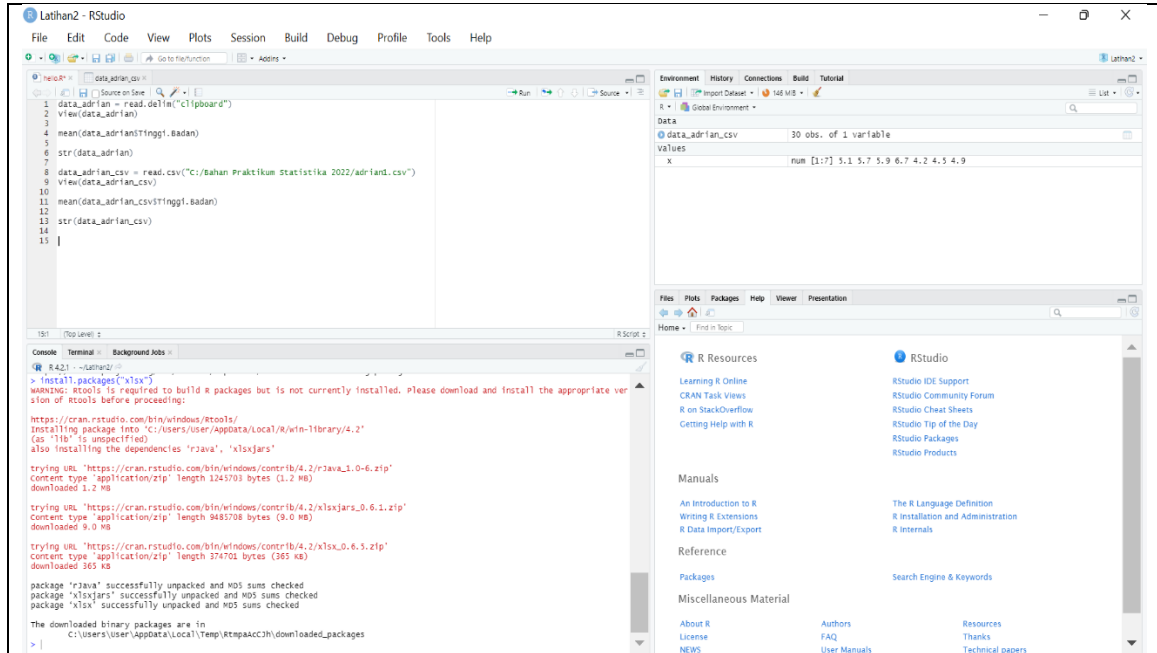 Latihan2 - RStudio
File Edit Code View Plots Session Build Debug Profile Tools Help
Go to file/function Addins Latihan2
hello.R* data_adrian_csv
Source on Save Run Source
1 data_adrian = read.delim("clipboard")
2 View(data_adrian)
3
4 mean(data_adrian$Tinggi.Badan)
5
6 str(data_adrian)
7
8 data_adrian_csv = read.csv("C:/Bahan Praktikum Statistika 2022/adrian1.csv")
9 View(data_adrian_csv)
10
11 mean(data_adrian_csv$Tinggi.Badan)
12
13 str(data_adrian_csv)
14
15
15:1 (Top Level) R Script
Console Terminal Background Jobs
R 4.2.1 · ~/Latihan2/
> install.packages("xlsx")
WARNING: Rtools is required to build R packages but is not currently installed. Please download and install the appropriate ver
sion of Rtools before proceeding:
https://cran.rstudio.com/bin/windows/Rtools/
Installing package into 'C:/Users/User/AppData/Local/R/win-library/4.2'
(as 'lib' is unspecified)
also installing the dependencies 'rJava', 'xlsxjars'
trying URL 'https://cran.rstudio.com/bin/windows/contrib/4.2/rJava_1.0-6.zip'
Content type 'application/zip' length 1245703 bytes (1.2 MB)
downloaded 1.2 MB
trying URL 'https://cran.rstudio.com/bin/windows/contrib/4.2/xlsxjars_0.6.1.zip'
Content type 'application/zip' length 9485708 bytes (9.0 MB)
downloaded 9.0 MB
trying URL 'https://cran.rstudio.com/bin/windows/contrib/4.2/xlsx_0.6.5.zip'
Content type 'application/zip' length 374701 bytes (365 KB)
downloaded 365 KB
package 'rJava' successfully unpacked and MD5 sums checked
package 'xlsxjars' successfully unpacked and MD5 sums checked
package 'xlsx' successfully unpacked and MD5 sums checked
The downloaded binary packages are in
C:\Users\User\AppData\Local\Temp\RtmpaAcCJh\downloaded_packages
>
Environment History Connections Build Tutorial
Import Dataset 146 MiB List
R Global Environment
Data
data_adrian_csv 30 obs. of 1 variable
Values
x num [1:7] 5.1 5.7 5.9 6.7 4.2 4.5 4.9
Files Plots Packages Help Viewer Presentation
Home Find in Topic
R Resources
Learning R Online
CRAN Task Views
R on StackOverflow
Getting Help with R
RStudio
RStudio IDE Support
RStudio Community Forum
RStudio Cheat Sheets
RStudio Tip of the Day
RStudio Packages
RStudio Products
Manuals
An Introduction to R The R Language Definition
Writing R Extensions R Installation and Administration
R Data Import/Export R Internals
Reference
Packages Search Engine & Keywords
Miscellaneous Material
About R Authors Resources
License FAQ Thanks
NEWS User Manuals Technical papers